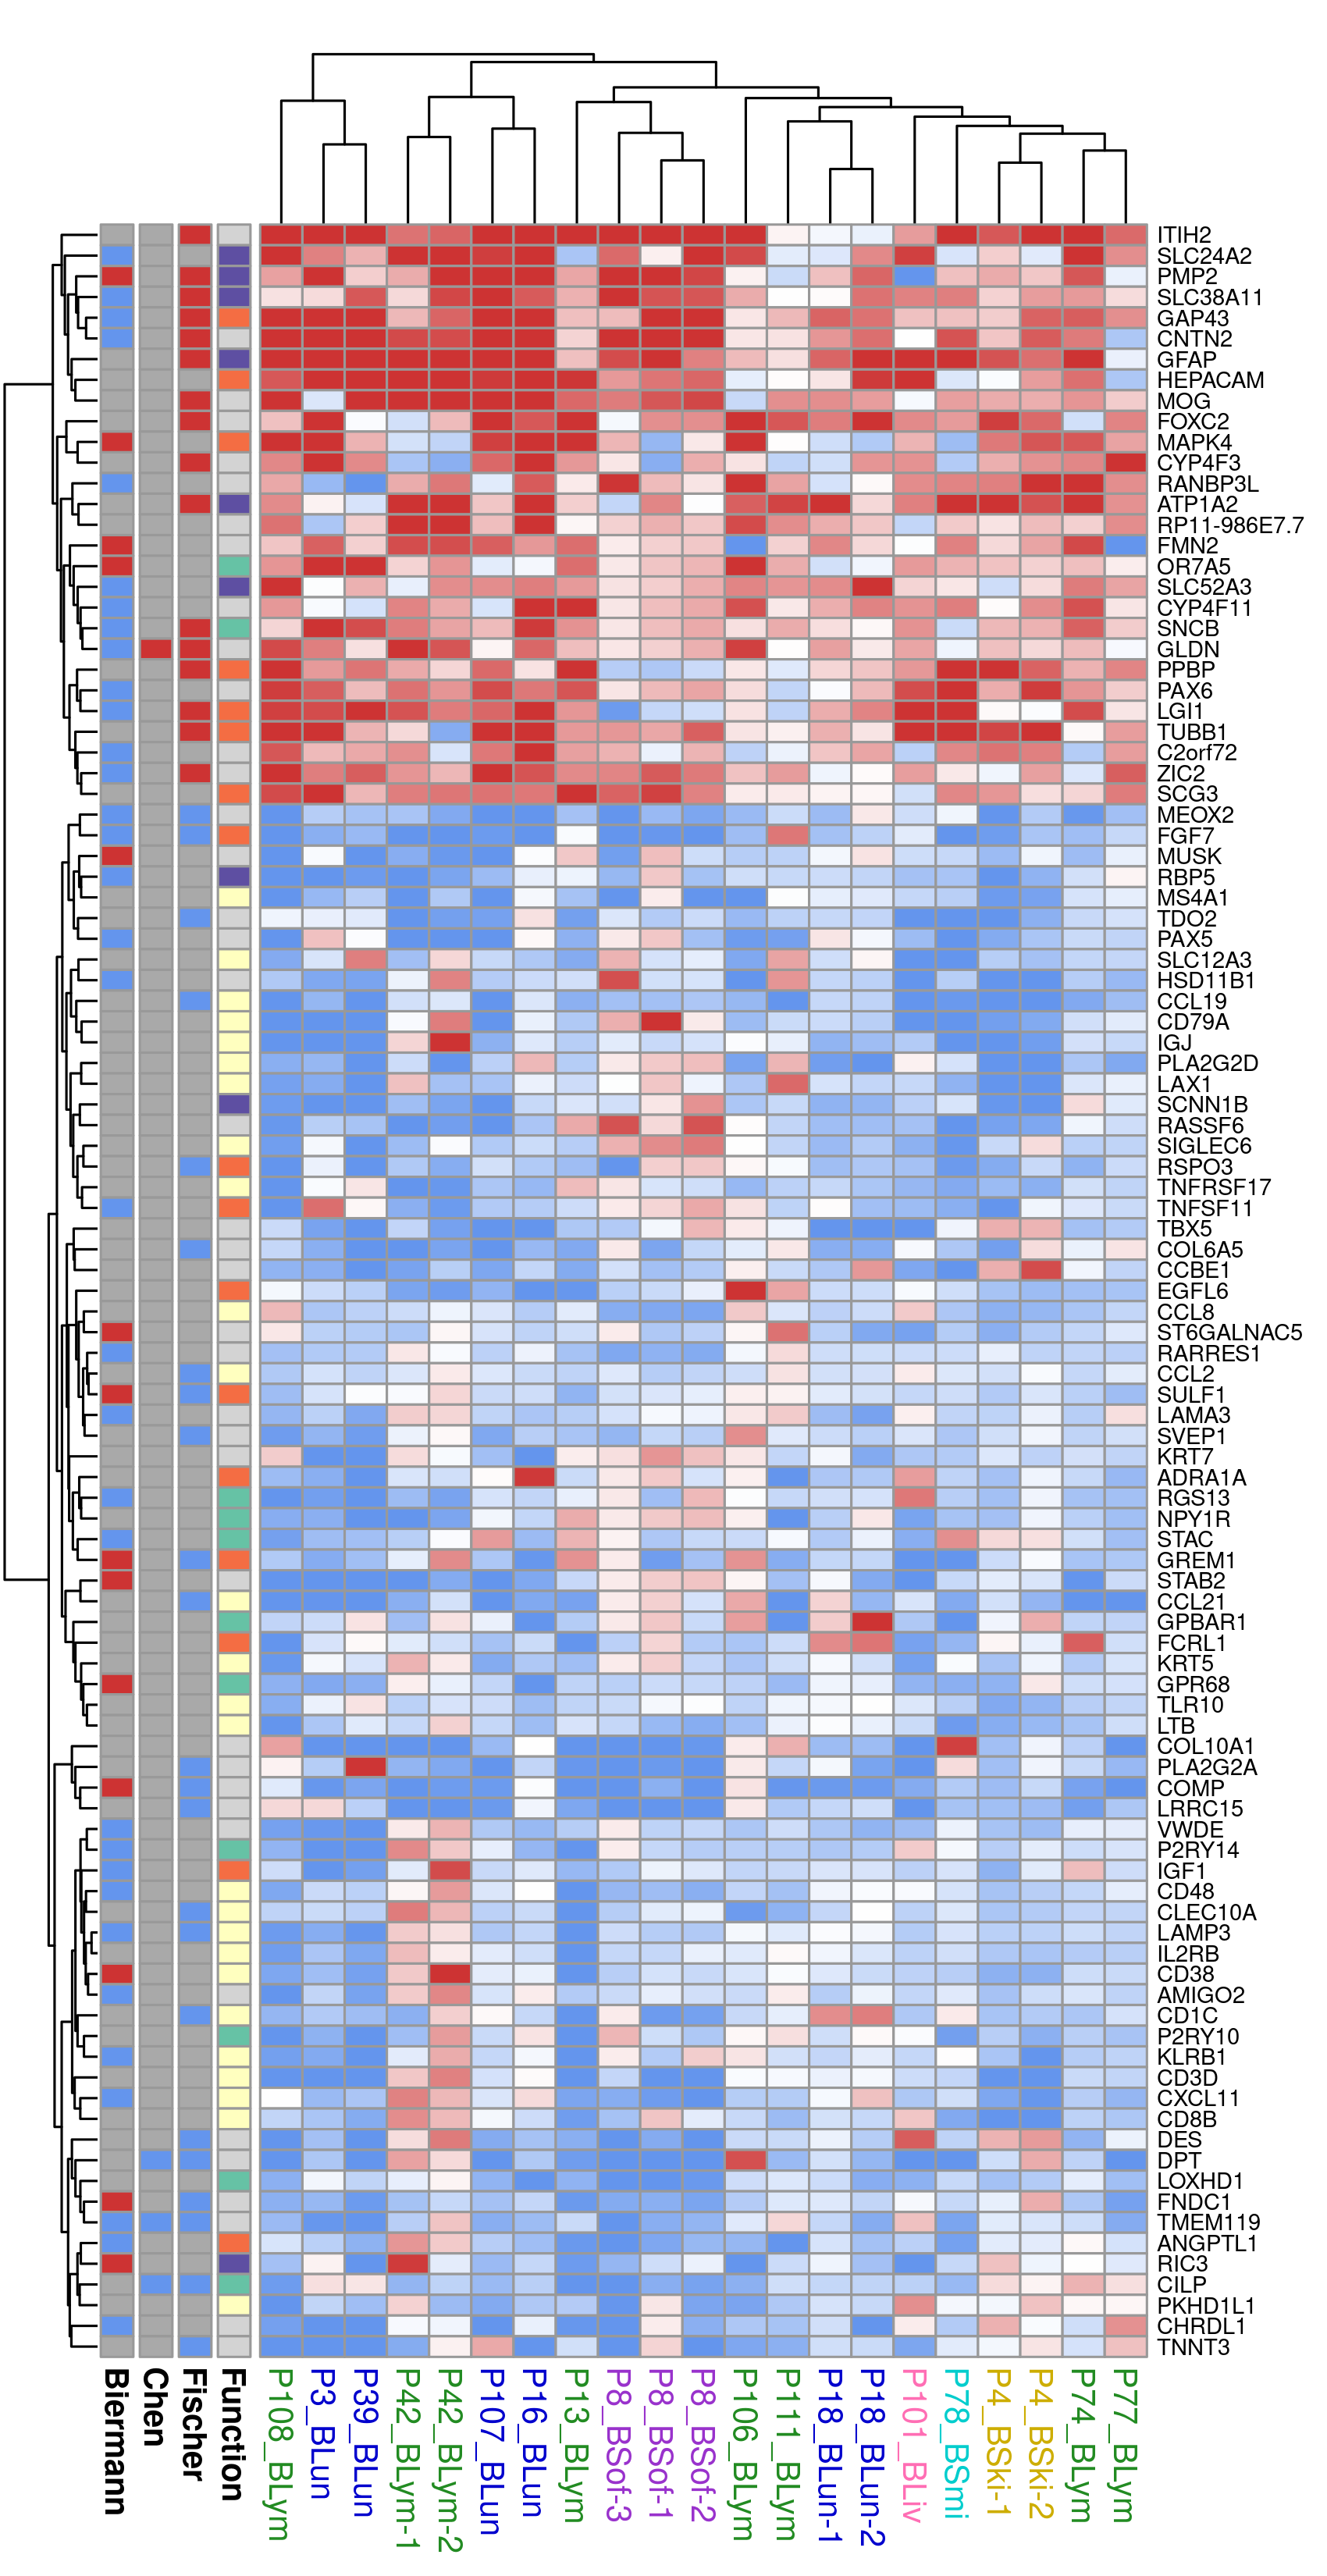 ITIH2
SLC24A2
PMP2
SLC38A11
GAP43
CNTN2
GFAP
HEPACAM
MOG
FOXC2
MAPK4
CYP4F3
RANBP3L
ATP1A2
RP11-986E7.7
FMN2
OR7A5
SLC52A3
CYP4F11
SNCB
GLDN
PPBP
PAX6
LGI1
TUBB1
C2orf72
ZIC2
SCG3
MEOX2
FGF7
MUSK
RBP5
MS4A1
TDO2
PAX5
SLC12A3
HSD11B1
CCL19
CD79A
IGJ
PLA2G2D
LAX1
SCNN1B
RASSF6
SIGLEC6
RSPO3
TNFRSF17
TNFSF11
TBX5
COL6A5
CCBE1
EGFL6
CCL8
ST6GALNAC5
RARRES1
CCL2
SULF1
LAMA3
SVEP1
KRT7
ADRA1A
RGS13
NPY1R
STAC
GREM1
STAB2
CCL21
GPBAR1
FCRL1
KRT5
GPR68
TLR10
LTB
COL10A1
PLA2G2A
COMP
LRRC15
VWDE
P2RY14
IGF1
CD48
CLEC10A
LAMP3
IL2RB
CD38
AMIGO2
CD1C
P2RY10
KLRB1
CD3D
CXCL11
CD8B
DES
DPT
LOXHD1
FNDC1
TMEM119
ANGPTL1
RIC3
CILP
PKHD1L1
CHRDL1
TNNT3
Biermann
Chen
Fischer
Function
P108_BLym
P3_BLun
P39_BLun
P42_BLym-1
P42_BLym-2
P107_BLun
P16_BLun
P13_BLym
P8_BSof-3
P8_BSof-1
P8_BSof-2
P106_BLym
P111_BLym
P18_BLun-1
P18_BLun-2
P101_BLiv
P78_BSmi
P4_BSki-1
P4_BSki-2
P74_BLym
P77_BLym